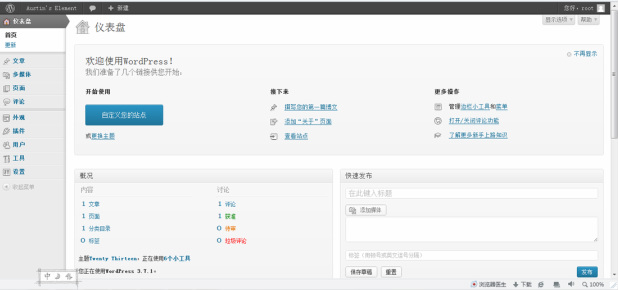 Austin's Element + 新建 您好，root
仪表盘
首页
更新
文章
多媒体
页面
评论
外观
插件
用户
工具
设置
收起菜单
仪表盘 显示选项 帮助
欢迎使用WordPress！ 不再显示
我们准备了几个链接供您开始：
开始使用 接下来 更多操作
自定义您的站点 撰写您的第一篇博文 管理边栏小工具和菜单
添加“关于”页面 打开/关闭评论功能
或更换主题 查看站点 了解更多新手上路知识
概况 快速发布
内容 讨论
1 文章 1 评论
1 页面 1 获准
1 分类目录 0 待审
0 标签 0 垃圾评论
主题Twenty Thirteen：正在使用6个小工具
您正在使用WordPress 3.7.1。
在此键入标题
添加媒体
标签（用相号或英文逗号分隔）
保存草稿 重置 发布
中
浏览器医生 下载 100%